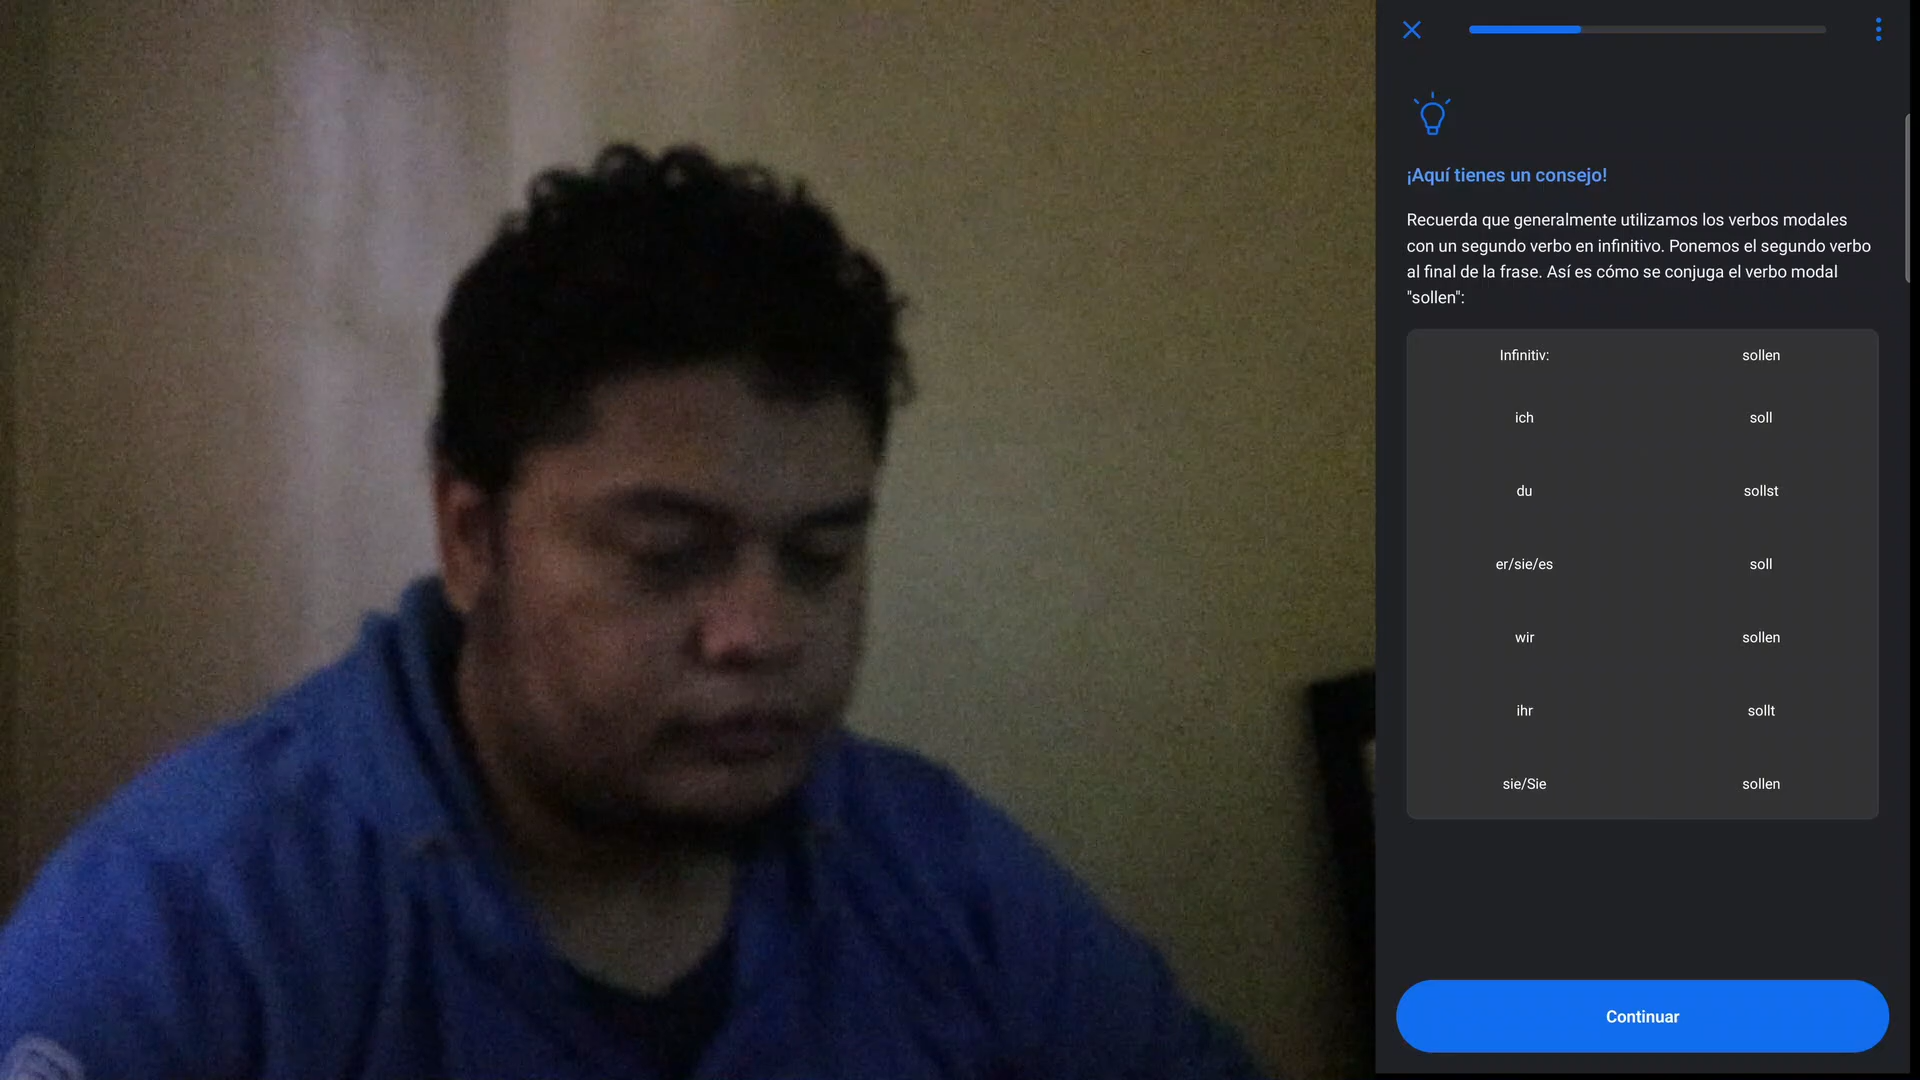 ¡Aquí tienes un consejo!
Recuerda que generalmente utilizamos los verbos modales
con un segundo verbo en infinitivo. Ponemos el segundo verbo
al final de la frase. Así es cómo se conjuga el verbo modal
"sollen":
Infinitiv: sollen
ich soll
du sollst
er/sie/es soll
wir sollen
ihr sollt
sie/Sie sollen
Continuar